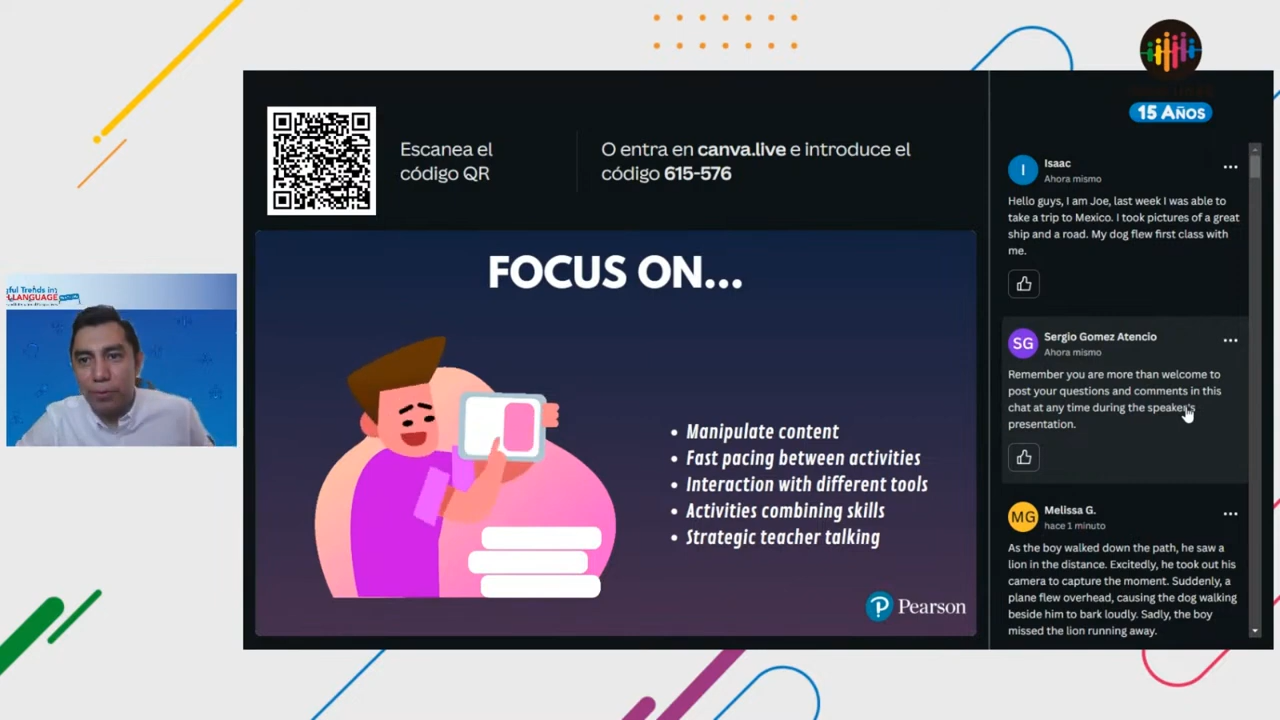 15 AÑOS
Escanea el
código QR
O entra en canva.live e introduce el
código 615-576
FOCUS ON...
• Manipulate content
• Fast pacing between activities
• Interaction with different tools
• Activities combining skills
• Strategic teacher talking
Pearson
I
Isaac
Ahora mismo
Hello guys, I am Joe, last week I was able to
take a trip to Mexico. I took pictures of a great
ship and a road. My dog flew first class with
me.
SG
Sergio Gomez Atencio
Ahora mismo
Remember you are more than welcome to
post your questions and comments in this
chat at any time during the speaker's
presentation.
MG
Melissa G.
hace 1 minuto
As the boy walked down the path, he saw a
lion in the distance. Excitedly, he took out his
camera to capture the moment. Suddenly, a
plane flew overhead, causing the dog walking
beside him to bark loudly. Sadly, the boy
missed the lion running away.
Trends in
LANGUAGE